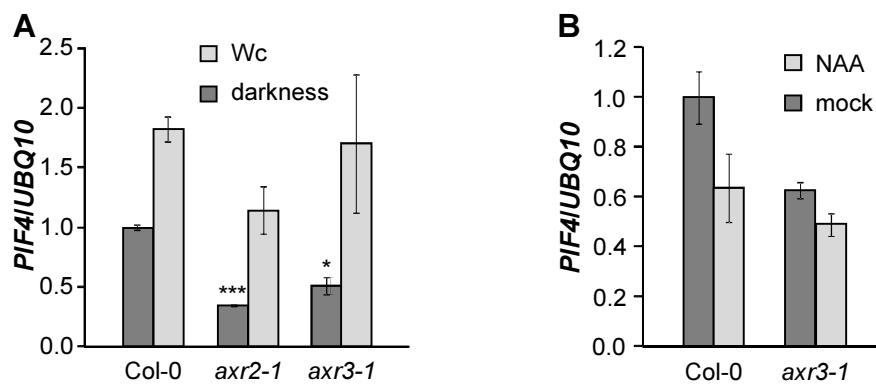 A
2.5
2.0
1.5
1.0
0.5
0.0
PIF4/UBQ10
Wc
darkness
***
*
Col-0 axr2-1 axr3-1
B
1.2
1.0
0.8
0.6
0.4
0.2
0.0
PIF4/UBQ10
NAA
mock
Col-0 axr3-1